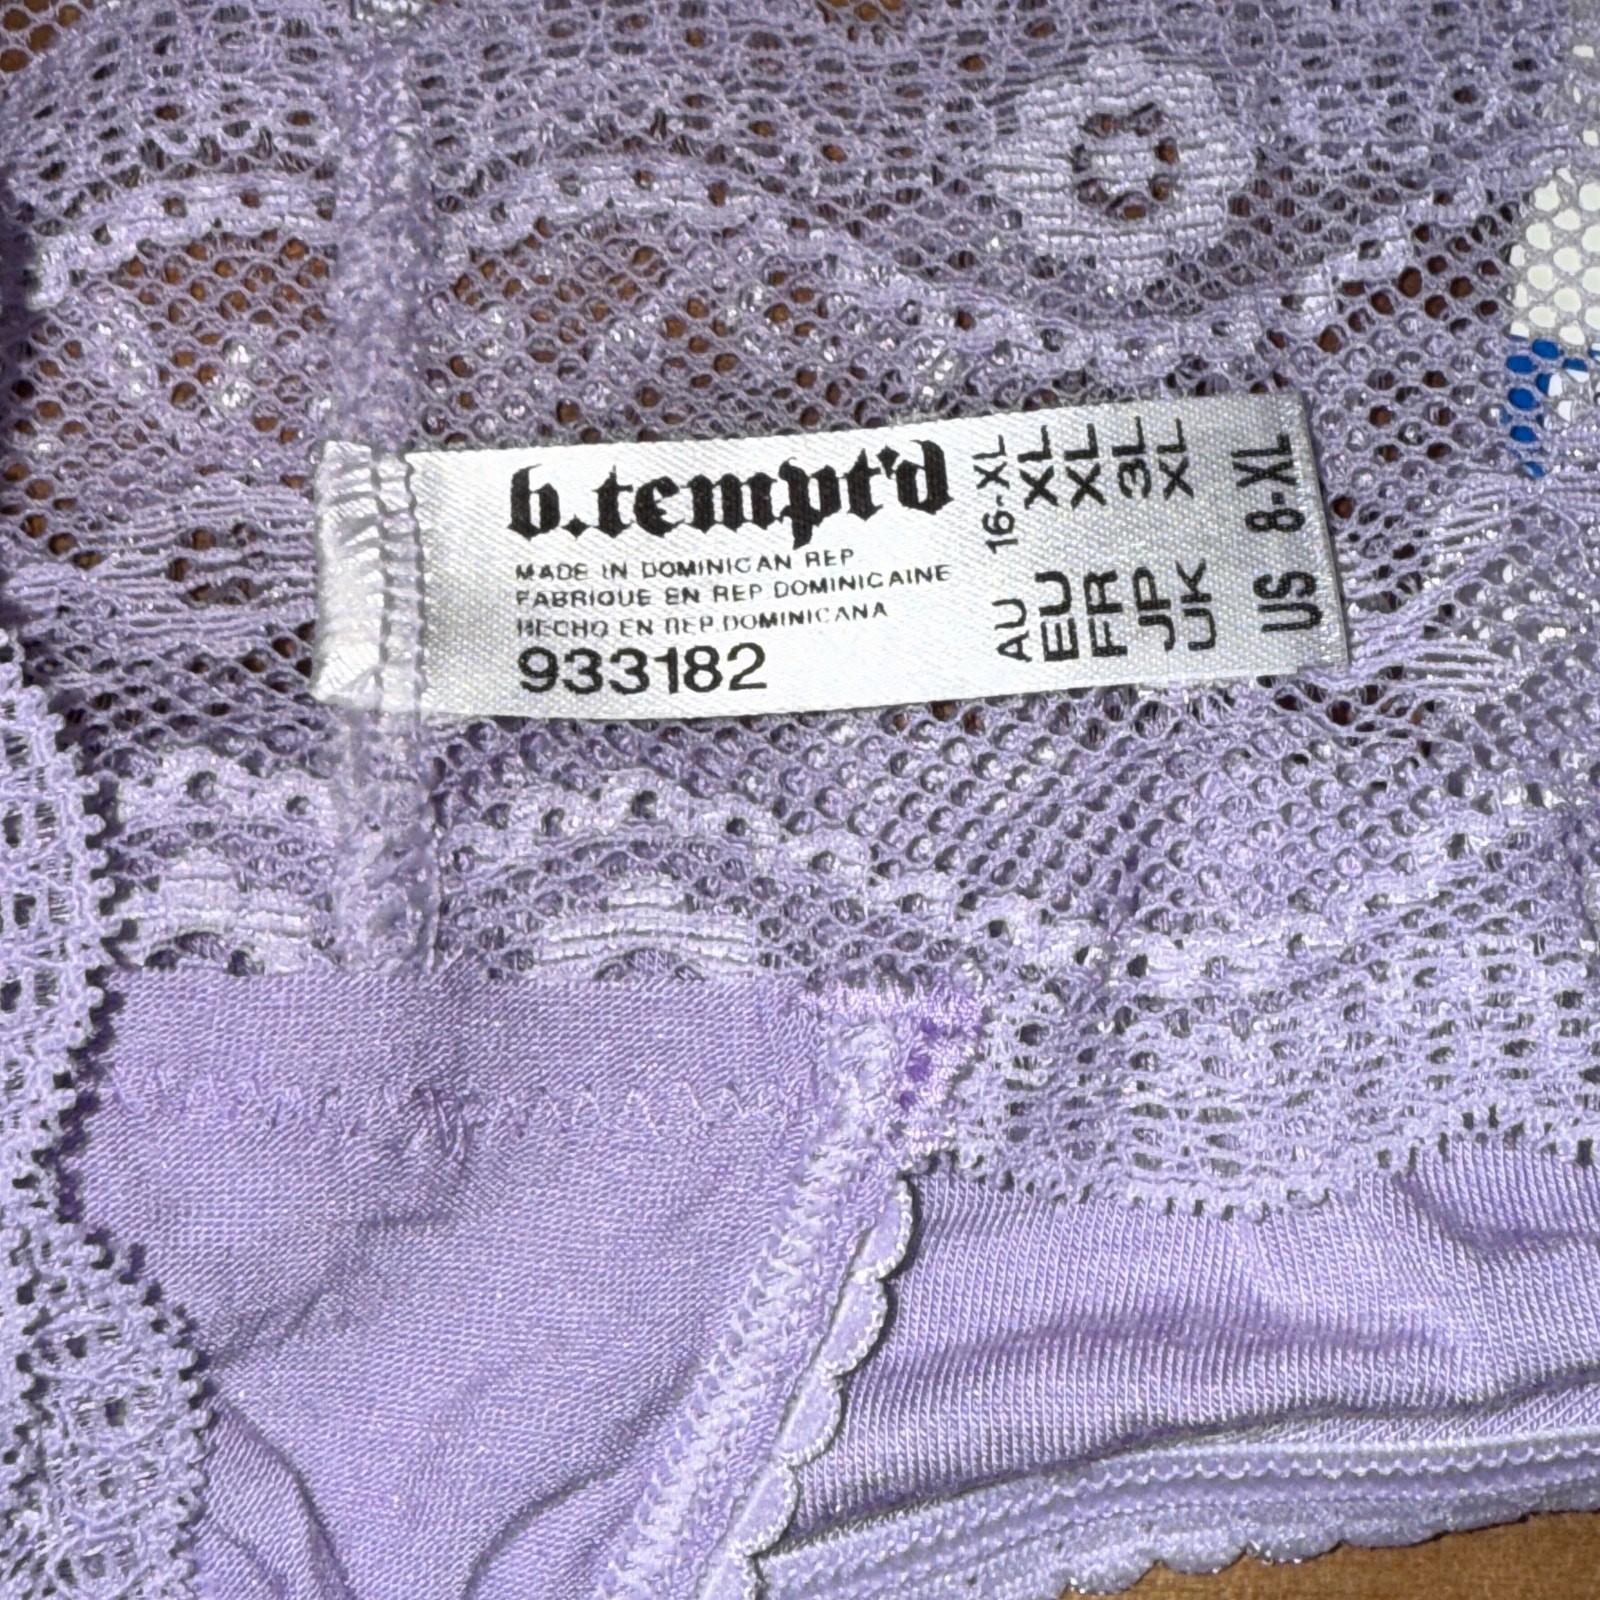 b.tempt'd
MADE IN DOMINICAN REP
FABRIQUE EN REP DOMINICAINE
HECHO EN REP.DOMINICANA
933182
AU 16-XL
EU XL
FR XL
JP 3L
UK XL
US 8-XL